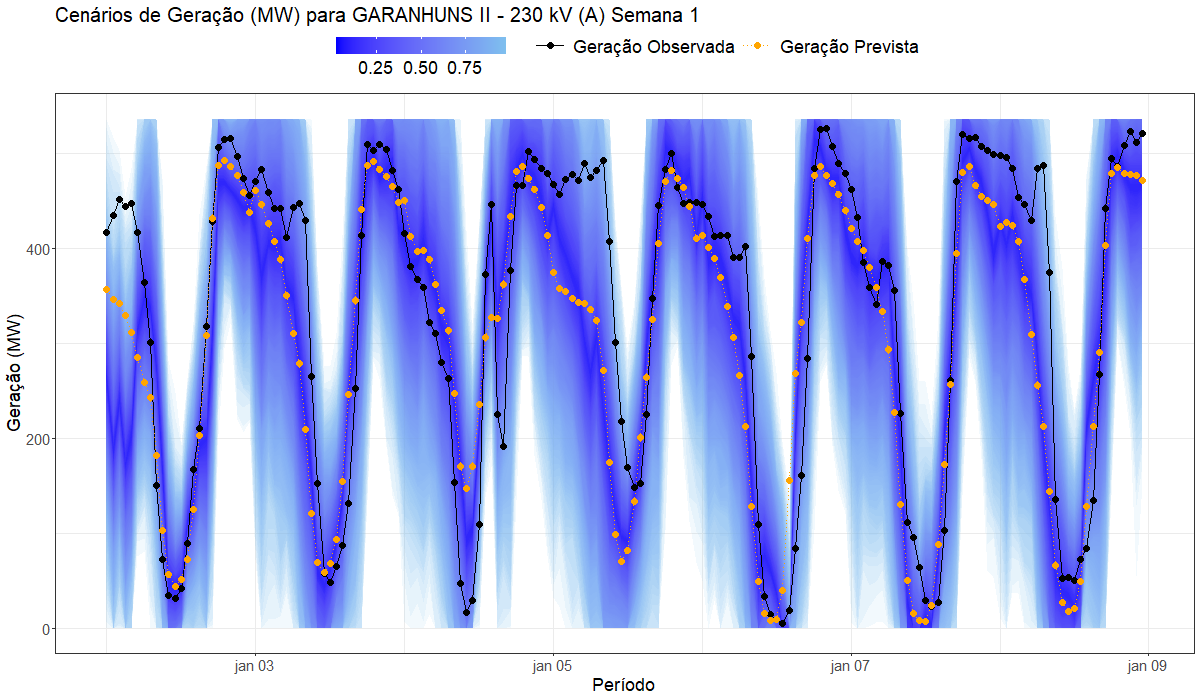 Cenários de Geração (MW) para GARANHUNS II - 230 kV (A) Semana 1
0.25 0.50 0.75 Geração Observada Geração Prevista
Geração (MW)
400
200
0
jan 03 jan 05 jan 07 jan 09
Período